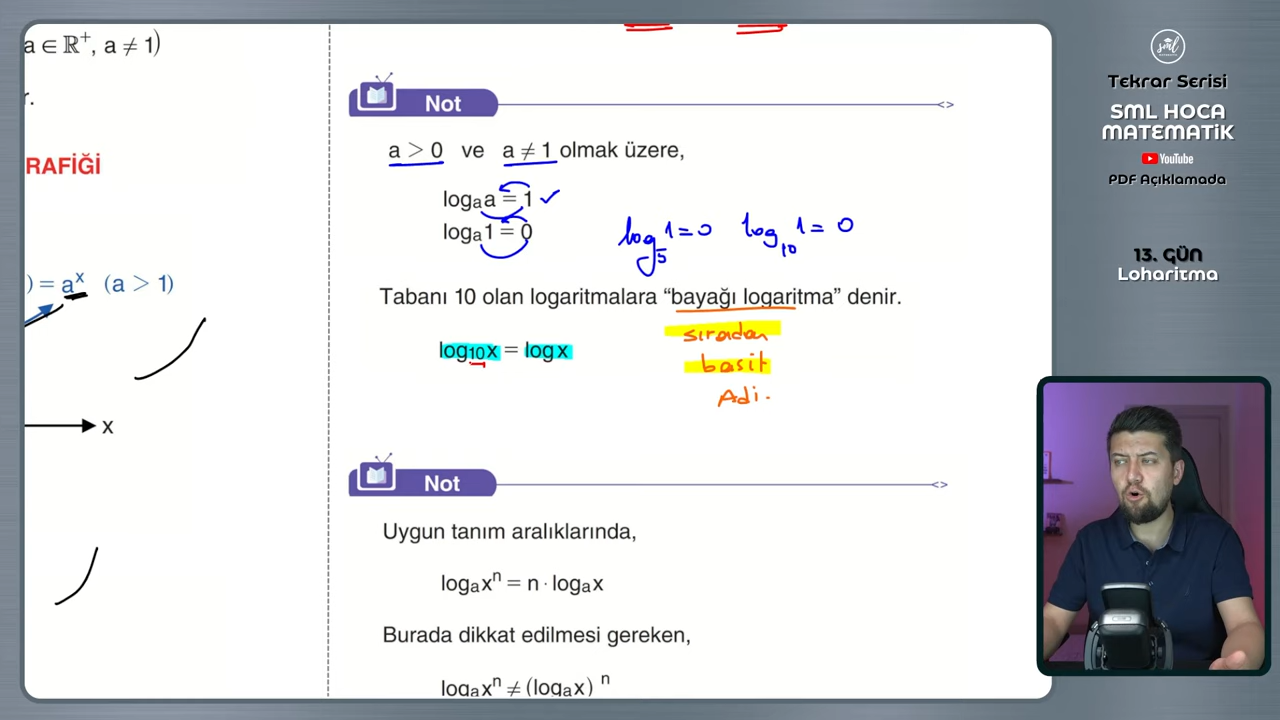 a ∈ ℝ⁺, a ≠ 1)
r.
RAFİĞİ
) = aˣ (a > 1)
x
Not
a > 0 ve a ≠ 1 olmak üzere,
logₐa = 1 ✓
logₐ1 = 0
log₅1 = 0 log₁₀1 = 0
Tabanı 10 olan logaritmalara “bayağı logaritma” denir.
log₁₀x = logx
sıradan
basit
Adi.
Not
Uygun tanım aralıklarında,
logₐxⁿ = n · logₐx
Burada dikkat edilmesi gereken,
logₐxⁿ ≠ (logₐx)ⁿ
sml
Tekrar Serisi
SML HOCA
MATEMATİK
YouTube
PDF Açıklamada
13. GÜN
Loharitma